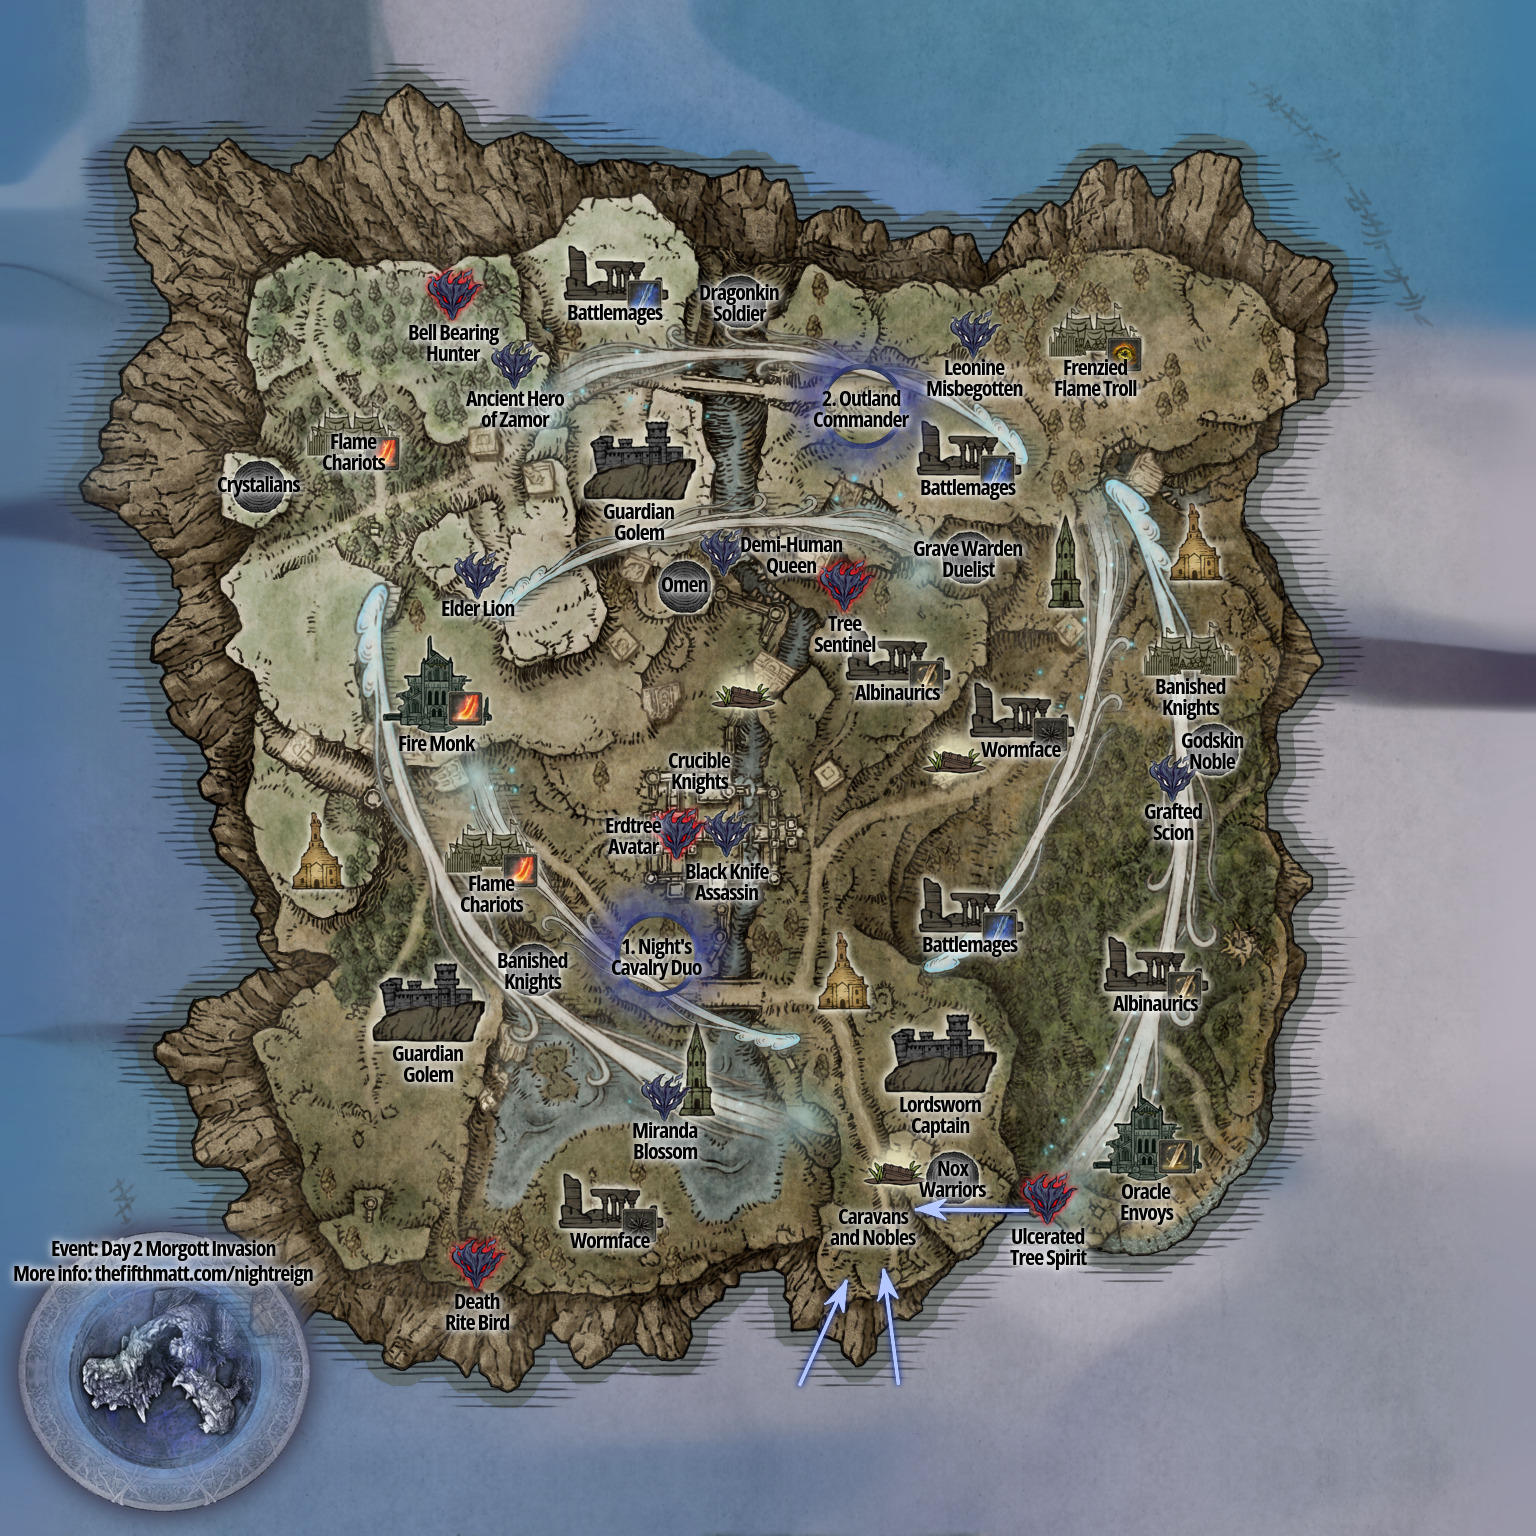 Battlemages
Dragonkin
Soldier
Bell Bearing
Hunter
Ancient Hero
of Zamor
Leonine
Misbegotten
Frenzied
Flame Troll
2. Outland
Commander
Flame
Chariots
Crystalians
Guardian
Golem
Battlemages
Demi-Human
Queen
Grave Warden
Duelist
Omen
Elder Lion
Tree
Sentinel
Albinaurics
Banished
Knights
Fire Monk
Wormface
Godskin
Noble
Crucible
Knights
Grafted
Scion
Erdtree
Avatar
Black Knife
Assassin
Flame
Chariots
1. Night's
Cavalry Duo
Banished
Knights
Battlemages
Albinaurics
Guardian
Golem
Lordsworn
Captain
Miranda
Blossom
Nox
Warriors
Oracle
Envoys
Caravans
and Nobles
Wormface
Ulcerated
Tree Spirit
Event: Day 2 Morgott Invasion
More info: thefifthmatt.com/nightreign
Death
Rite Bird